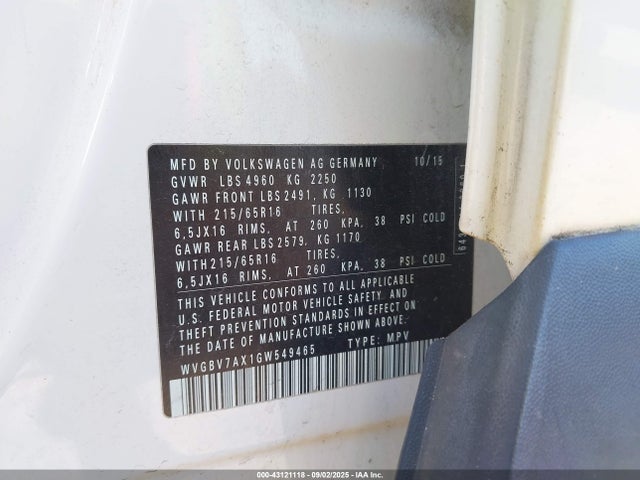 MFD BY VOLKSWAGEN AG GERMANY 10/15
GVWR LBS 4960 KG 2250
GAWR FRONT LBS 2491, KG 1130
WITH 215/65R16 TIRES.
6,5JX16 RIMS. AT 260 KPA, 38 PSI COLD
GAWR REAR LBS 2579, KG 1170
WITH 215/65R16 TIRES.
6,5JX16 RIMS, AT 260 KPA, 38 PSI COLD
THIS VEHICLE CONFORMS TO ALL APPLICABLE
U.S. FEDERAL MOTOR VEHICLE SAFETY, AND
THEFT PREVENTION STANDARDS IN EFFECT ON
THE DATE OF MANUFACTURE SHOWN ABOVE
WVGBV7AX1GW549465 TYPE: MPV
000-43121118 - 09/02/2025 - IAA Inc.